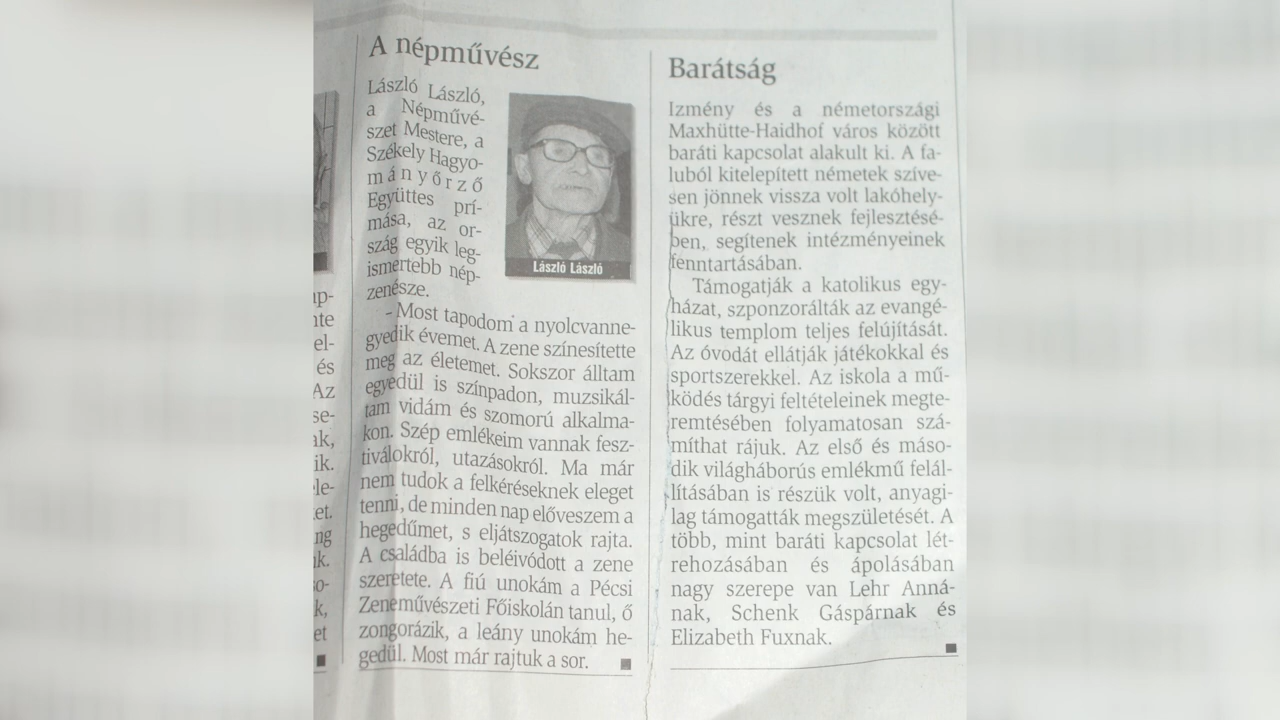 A népművész
László László,
a Népművé-
szet Mestere, a
Székely Hagyo-
mányőrző
Együttes prí-
mása, az or-
szág egyik leg-
ismertebb nép-
zenésze.
László László
- Most tapodom a nyolcvanne-
gyedik évemet. A zene színesítette
meg az életemet. Sokszor álltam
egyedül is színpadon, muzsikál-
tam vidám és szomorú alkalma-
kon. Szép emlékeim vannak fesz-
tiválokról, utazásokról. Ma már
nem tudok a felkéréseknek eleget
tenni, de minden nap előveszem a
hegedűmet, s eljátszogatok rajta.
A családba is beléivódott a zene
szeretete. A fiú unokám a Pécsi
Zeneművészeti Főiskolán tanul, ő
zongorázik, a leány unokám he-
gedül. Most már rajtuk a sor.
Barátság
Izmény és a németországi
Maxhütte-Haidhof város között
baráti kapcsolat alakult ki. A fa-
luból kitelepített németek szíve-
sen jönnek vissza volt lakóhely-
ükre, részt vesznek fejlesztésé-
ben, segítenek intézményeinek
fenntartásában.
Támogatják a katolikus egy-
házat, szponzorálták az evangé-
likus templom teljes felújítását.
Az óvodát ellátják játékokkal és
sportszerekkel. Az iskola a mű-
ködés tárgyi feltételeinek megte-
remtésében folyamatosan szá-
míthat rájuk. Az első és máso-
dik világháborús emlékmű felál-
lításában is részük volt, anyagi-
lag támogatták megszületését. A
több, mint baráti kapcsolat lét-
rehozásában és ápolásában
nagy szerepe van Lehr Anná-
nak, Schenk Gáspárnak és
Elizabeth Fuxnak.